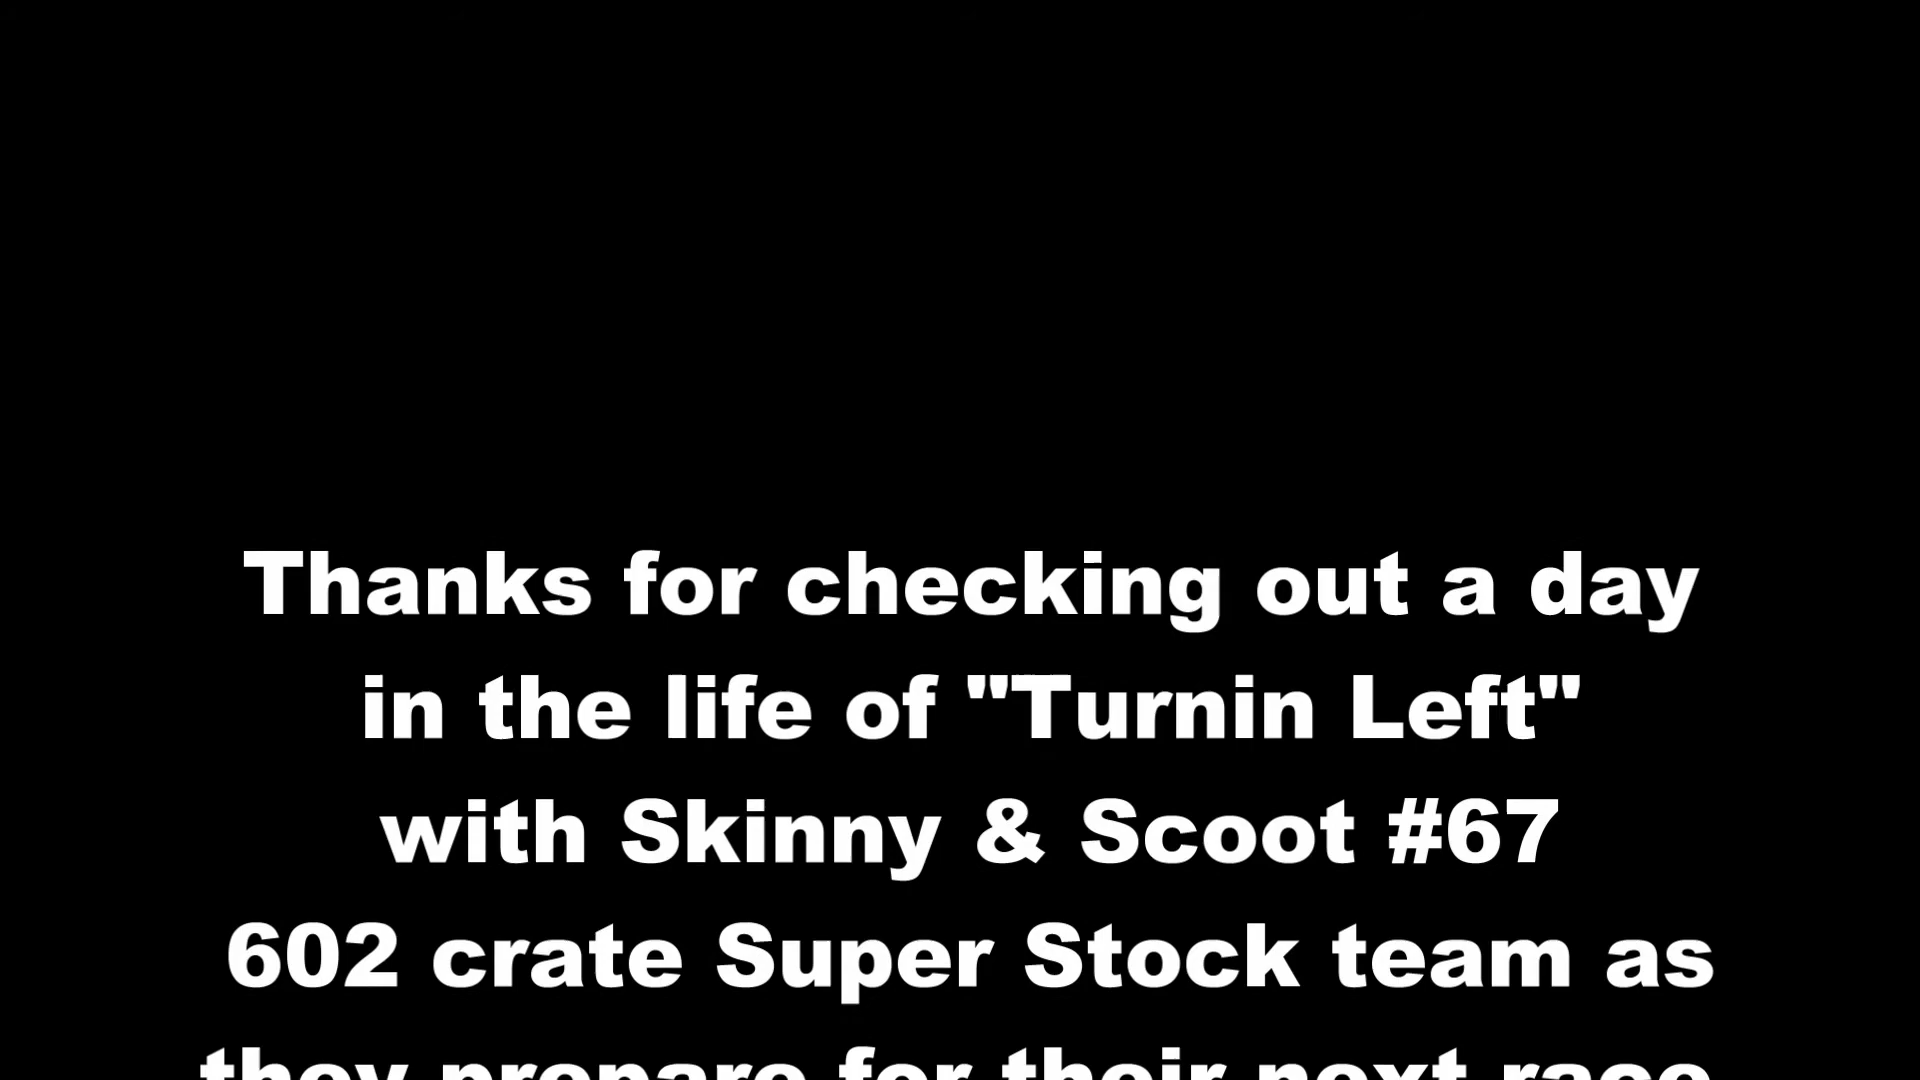 Thanks for checking out a day
in the life of "Turnin Left"
with Skinny & Scoot #67
602 crate Super Stock team as
they prepare for their next race